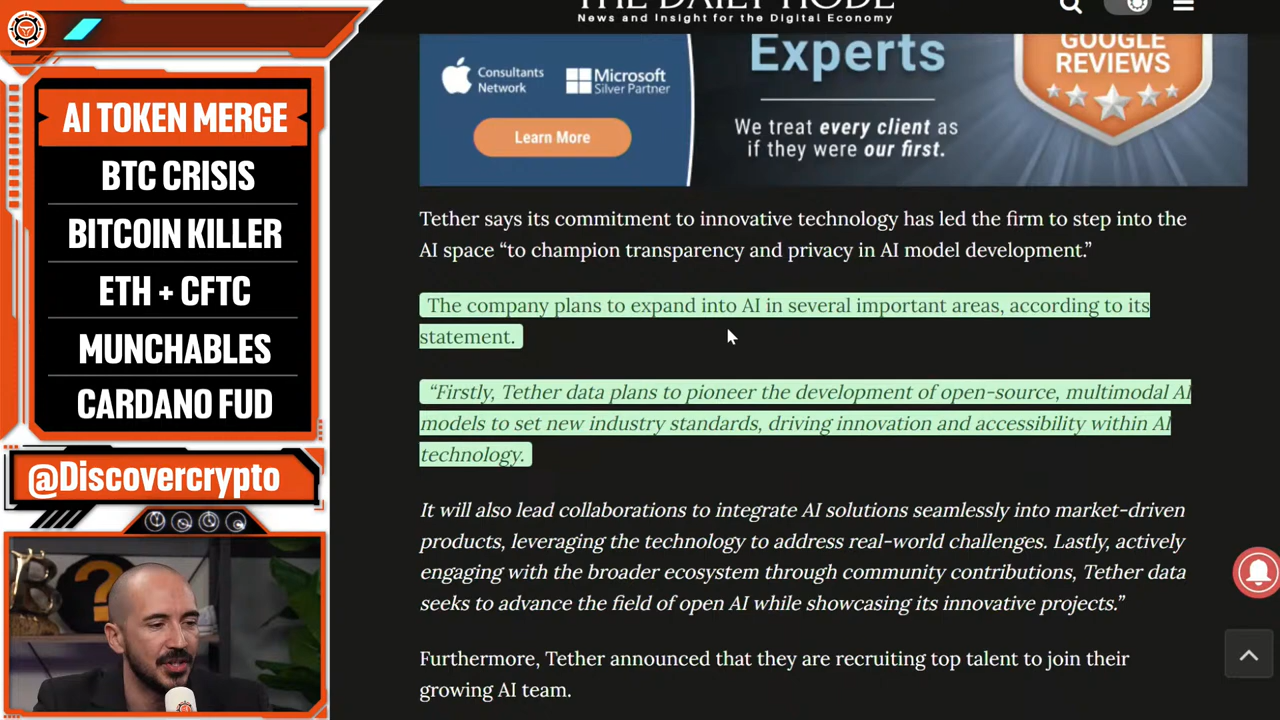 AI TOKEN MERGE
BTC CRISIS
BITCOIN KILLER
ETH + CFTC
MUNCHABLES
CARDANO FUD
@Discovercrypto
THE DAILY HODL
News and Insight for the Digital Economy
Consultants
Network
Microsoft
Silver Partner
Learn More
Experts
We treat every client as
if they were our first.
GOOGLE
REVIEWS
Tether says its commitment to innovative technology has led the firm to step into the
AI space “to champion transparency and privacy in AI model development.”
The company plans to expand into AI in several important areas, according to its
statement.
“Firstly, Tether data plans to pioneer the development of open-source, multimodal AI
models to set new industry standards, driving innovation and accessibility within AI
technology.
It will also lead collaborations to integrate AI solutions seamlessly into market-driven
products, leveraging the technology to address real-world challenges. Lastly, actively
engaging with the broader ecosystem through community contributions, Tether data
seeks to advance the field of open AI while showcasing its innovative projects.”
Furthermore, Tether announced that they are recruiting top talent to join their
growing AI team.